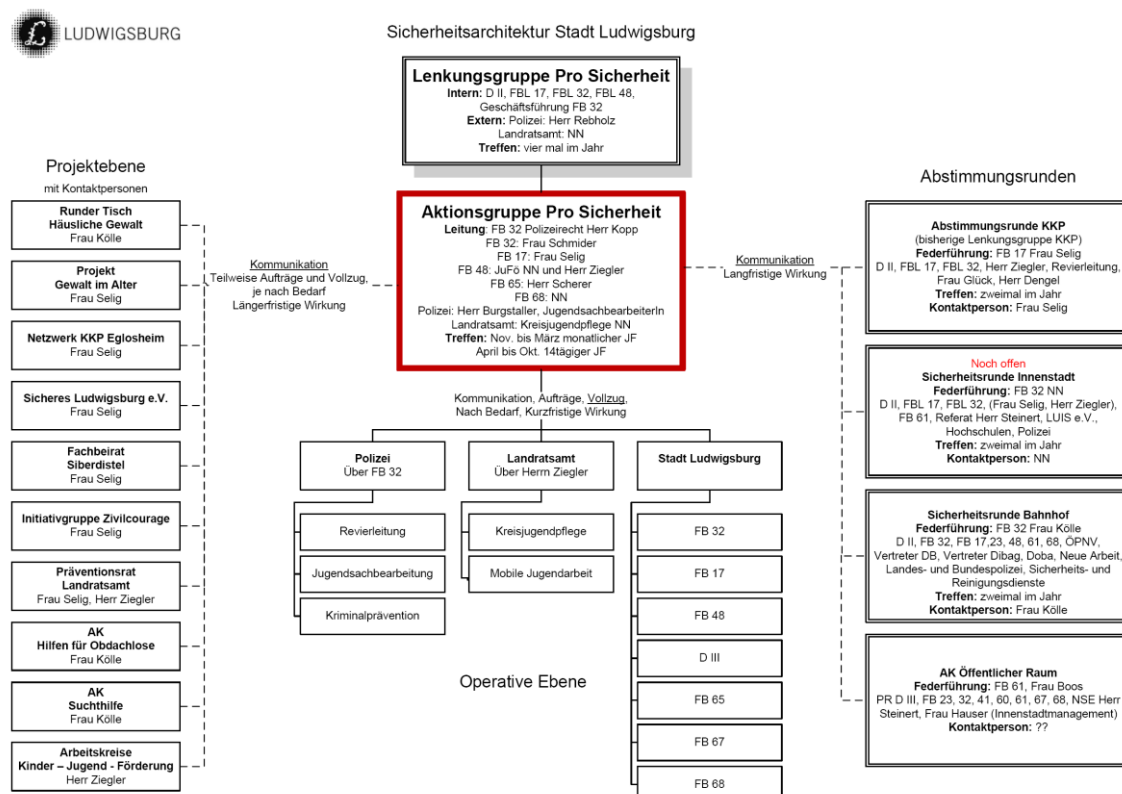 LUDWIGSBURG
Sicherheitsarchitektur Stadt Ludwigsburg
Lenkungsgruppe Pro Sicherheit
Intern: D II, FBL 17, FBL 32, FBL 48,
Geschäftsführung FB 32
Extern: Polizei: Herr Rebholz
Landratsamt: NN
Treffen: vier mal im Jahr
Projektebene
mit Kontaktpersonen
Runder Tisch
Häusliche Gewalt
Frau Kölle
Projekt
Gewalt im Alter
Frau Selig
Netzwerk KKP Eglosheim
Frau Selig
Sicheres Ludwigsburg e.V.
Frau Selig
Fachbeirat
Siberdistel
Frau Selig
Initiativgruppe Zivilcourage
Frau Selig
Präventionsrat
Landratsamt
Frau Selig, Herr Ziegler
AK
Hilfen für Obdachlose
Frau Kölle
AK
Suchthilfe
Frau Kölle
Arbeitskreise
Kinder – Jugend - Förderung
Herr Ziegler
Kommunikation
Teilweise Aufträge und Vollzug,
je nach Bedarf
Längerfristige Wirkung
Aktionsgruppe Pro Sicherheit
Leitung: FB 32 Polizeirecht Herr Kopp
FB 32: Frau Schmider
FB 17: Frau Selig
FB 48: JuFö NN und Herr Ziegler
FB 65: Herr Scherer
FB 68: NN
Polizei: Herr Burgstaller, JugendsachbearbeiterIn
Landratsamt: Kreisjugendpflege NN
Treffen: Nov. bis März monatlicher JF
April bis Okt. 14tägiger JF
Kommunikation
Langfristige Wirkung
Kommunikation, Aufträge, Vollzug,
Nach Bedarf, Kurzfristige Wirkung
Polizei
Über FB 32
Revierleitung
Jugendsachbearbeitung
Kriminalprävention
Landratsamt
Über Herrn Ziegler
Kreisjugendpflege
Mobile Jugendarbeit
Stadt Ludwigsburg
FB 32
FB 17
FB 48
D III
FB 65
FB 67
FB 68
Operative Ebene
Abstimmungsrunden
Abstimmungsrunde KKP
(bisherige Lenkungsgruppe KKP)
Federführung: FB 17 Frau Selig
D II, FBL 17, FBL 32, Herr Ziegler, Revierleitung,
Frau Glück, Herr Dengel
Treffen: zweimal im Jahr
Kontaktperson: Frau Selig
Noch offen
Sicherheitsrunde Innenstadt
Federführung: FB 32 NN
D II, FBL 17, FBL 32, (Frau Selig, Herr Ziegler),
FB 61, Referat Herr Steinert, LUIS e.V.,
Hochschulen, Polizei
Treffen: zweimal im Jahr
Kontaktperson: NN
Sicherheitsrunde Bahnhof
Federführung: FB 32 Frau Kölle
D II, FB 32, FB 17,23, 48, 61, 68, ÖPNV,
Vertreter DB, Vertreter Dibag, Doba, Neue Arbeit,
Landes- und Bundespolizei, Sicherheits- und
Reinigungsdienste
Treffen: zweimal im Jahr
Kontaktperson: Frau Kölle
AK Öffentlicher Raum
Federführung: FB 61, Frau Boos
PR D III, FB 23, 32, 41, 60, 61, 67, 68, NSE Herr
Steinert, Frau Hauser (Innenstadtmanagement)
Kontaktperson: ??